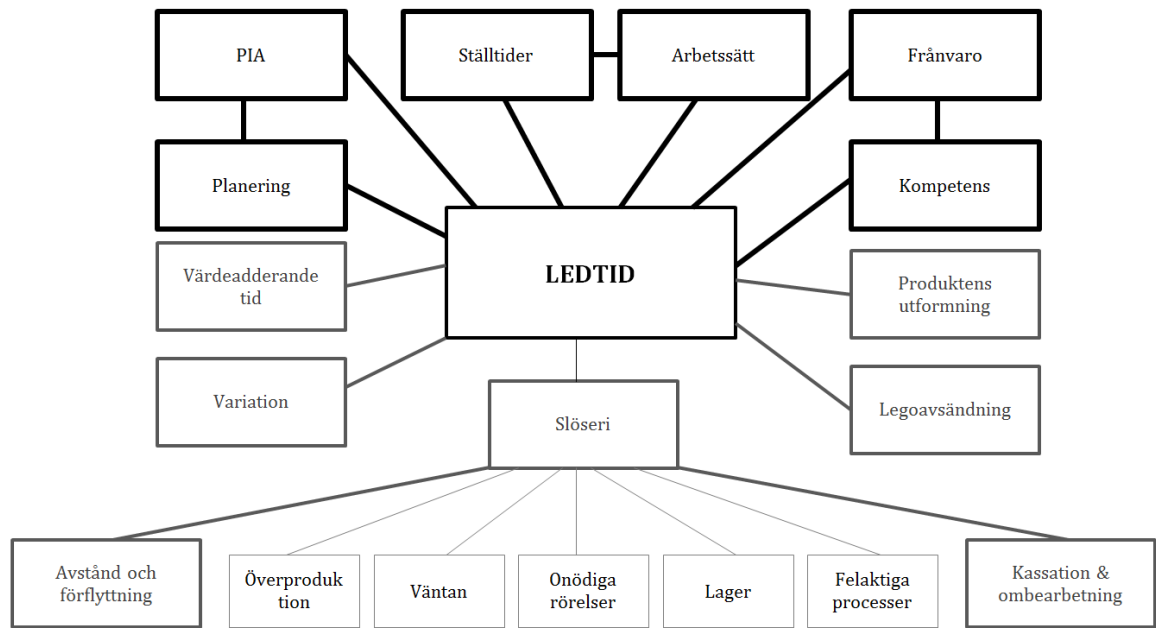 PIA
Ställtider
Arbetssätt
Frånvaro
Planering
Kompetens
LEDTID
Värdeadderande
tid
Produktens
utformning
Variation
Slöseri
Legoavsändning
Avstånd och
förflyttning
Överproduk
tion
Väntan
Onödiga
rörelser
Lager
Felaktiga
processer
Kassation &
ombearbetning